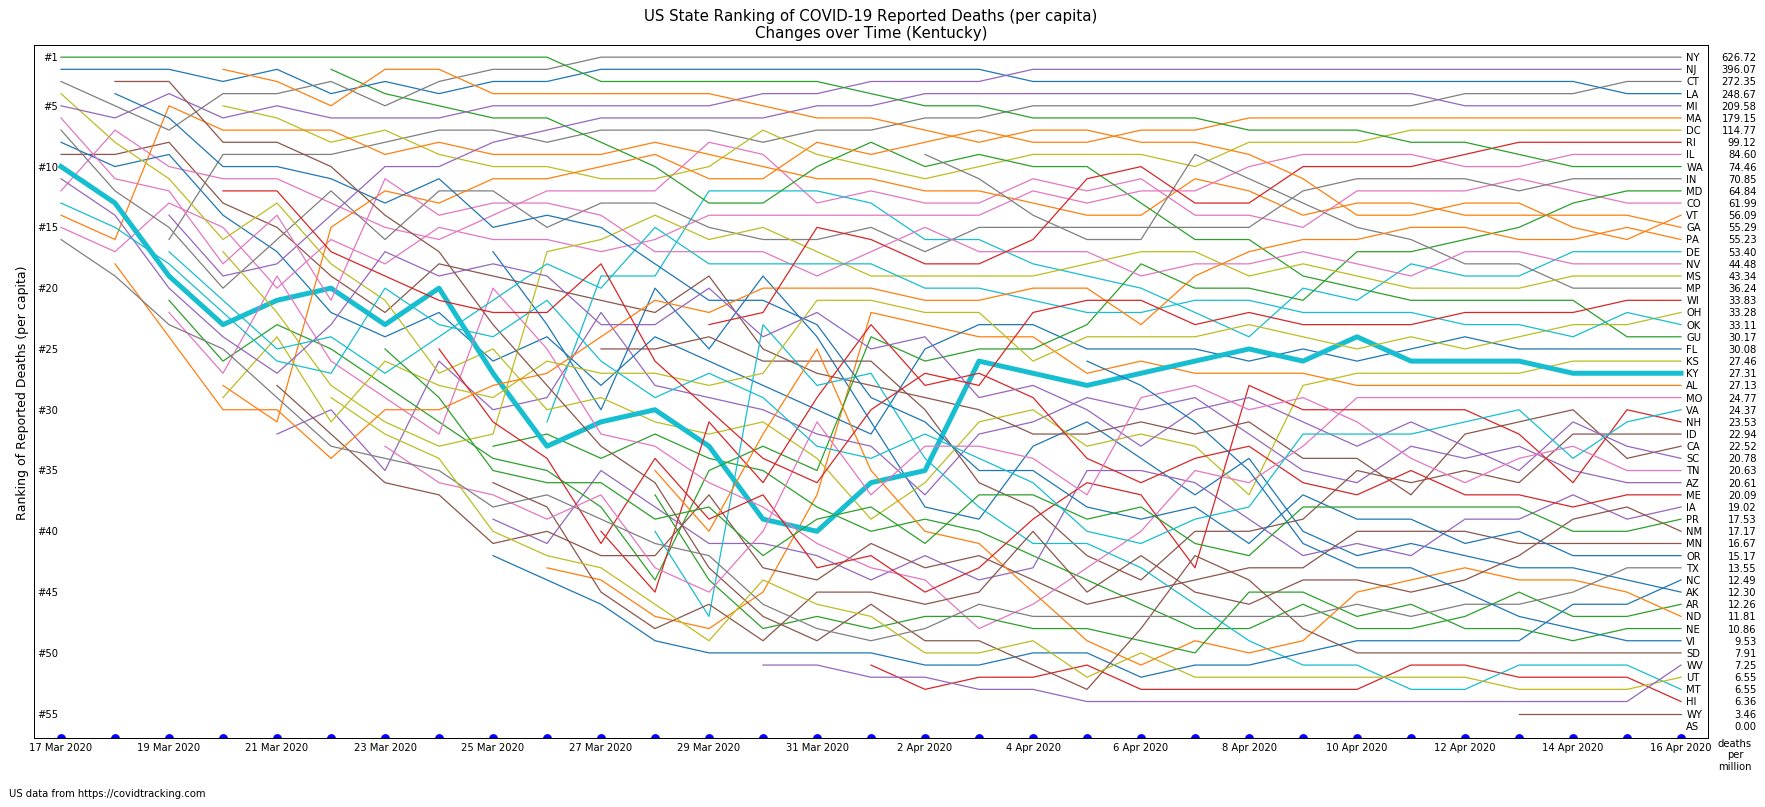 US State Ranking of COVID-19 Reported Deaths (per capita)
Changes over Time (Kentucky)
Ranking of Reported Deaths (per capita)
#1
#5
#10
#15
#20
#25
#30
#35
#40
#45
#50
#55
NY 626.72
NJ 396.07
CT 272.35
LA 248.67
MI 209.58
MA 179.15
DC 114.77
RI 99.12
IL 84.60
WA 74.46
IN 70.85
MD 64.84
CO 61.99
VT 56.09
GA 55.29
PA 55.23
DE 53.40
NV 44.48
MS 43.34
MP 36.24
WI 33.83
OH 33.28
OK 33.11
GU 30.17
FL 30.08
KS 27.46
KY 27.31
AL 27.13
MO 24.77
VA 24.37
NH 23.53
ID 22.94
CA 22.52
SC 20.78
TN 20.63
AZ 20.61
ME 20.09
IA 19.02
PR 17.53
NM 17.17
MN 16.67
OR 15.17
TX 13.55
NC 12.49
AK 12.30
AR 12.26
ND 11.81
NE 10.86
VI 9.53
SD 7.91
WV 7.25
UT 6.55
MT 6.55
HI 6.36
WY 3.46
AS 0.00
17 Mar 2020 19 Mar 2020 21 Mar 2020 23 Mar 2020 25 Mar 2020 27 Mar 2020 29 Mar 2020 31 Mar 2020 2 Apr 2020 4 Apr 2020 6 Apr 2020 8 Apr 2020 10 Apr 2020 12 Apr 2020 14 Apr 2020 16 Apr 2020
deaths
per
million
US data from https://covidtracking.com